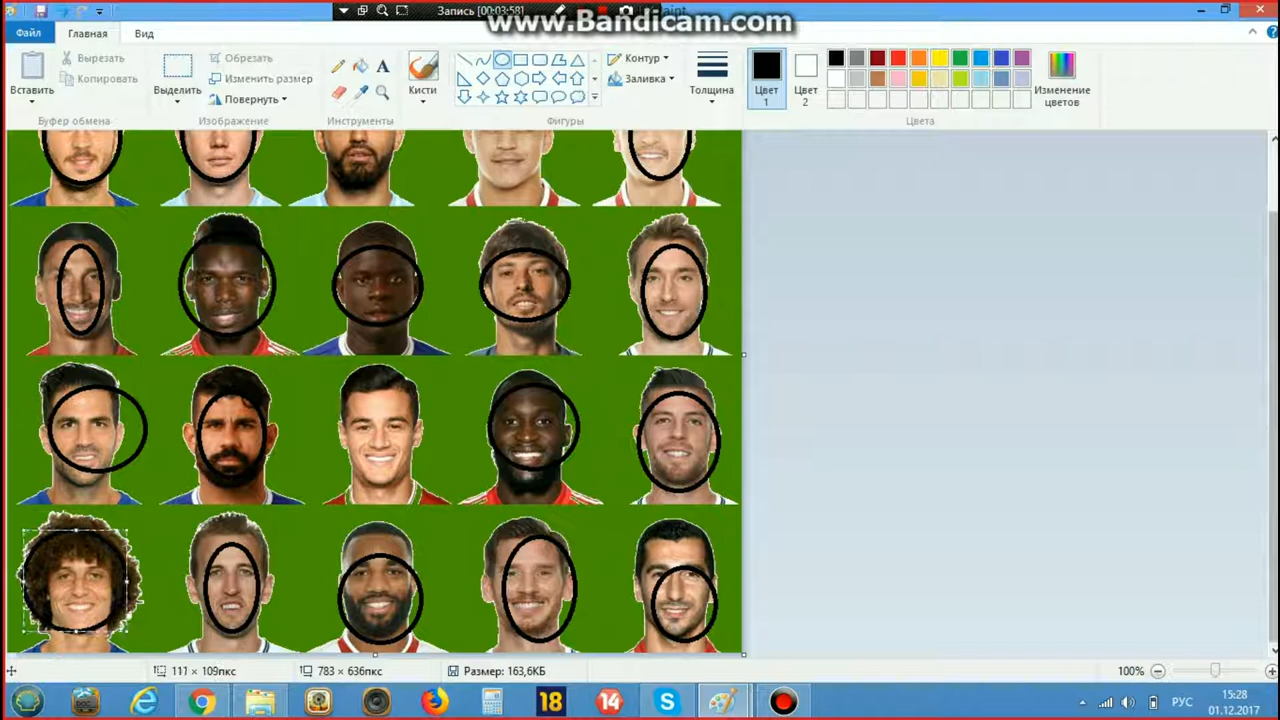 Запись [00:03:58]
www.Bandicam.com
Файл
Главная
Вид
Вставить
Вырезать
Копировать
Буфер обмена
Выделить
Обрезать
Изменить размер
Повернуть
Изображение
Инструменты
Кисти
Фигуры
Контур
Заливка
Толщина
Цвет 1
Цвет 2
Изменение цветов
Цвета
111 × 109пкс
783 × 636пкс
Размер: 163,6КБ
100%
18
14
РУС
15:28
01.12.2017